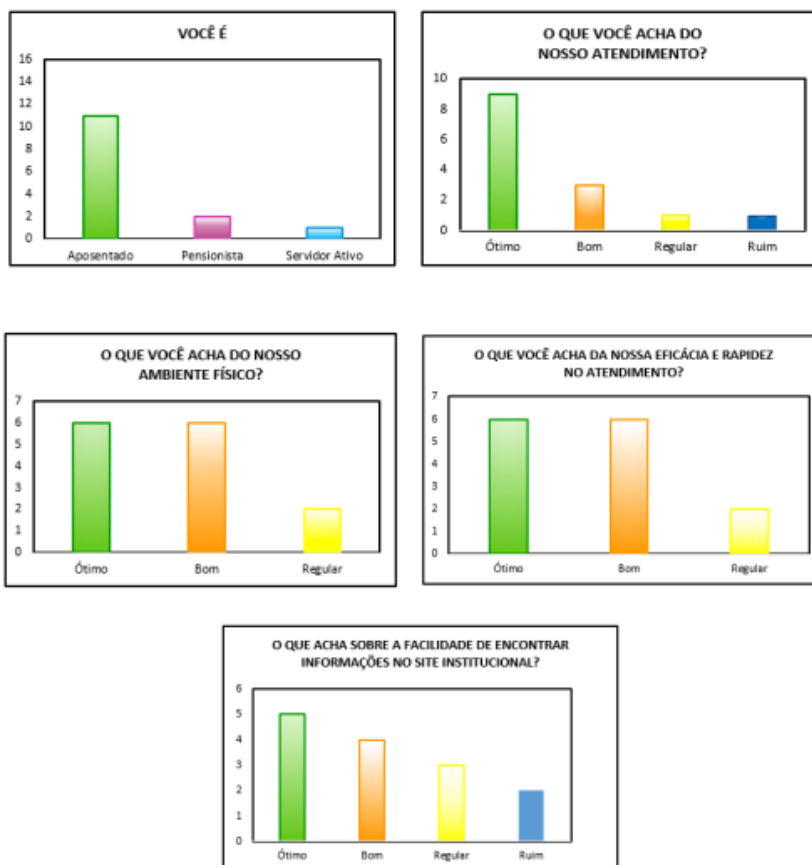 VOCÊ É
16
14
12
10
8
6
4
2
0
Aposentado Pensionista Servidor Ativo
O QUE VOCÊ ACHA DO
NOSSO ATENDIMENTO?
10
8
6
4
2
0
Ótimo Bom Regular Ruim
O QUE VOCÊ ACHA DO NOSSO
AMBIENTE FÍSICO?
7
6
5
4
3
2
1
0
Ótimo Bom Regular
O QUE VOCÊ ACHA DA NOSSA EFICÁCIA E RAPIDEZ
NO ATENDIMENTO?
7
6
5
4
3
2
1
0
Ótimo Bom Regular
O QUE ACHA SOBRE A FACILIDADE DE ENCONTRAR
INFORMAÇÕES NO SITE INSTITUCIONAL?
6
5
4
3
2
1
0
Ótimo Bom Regular Ruim